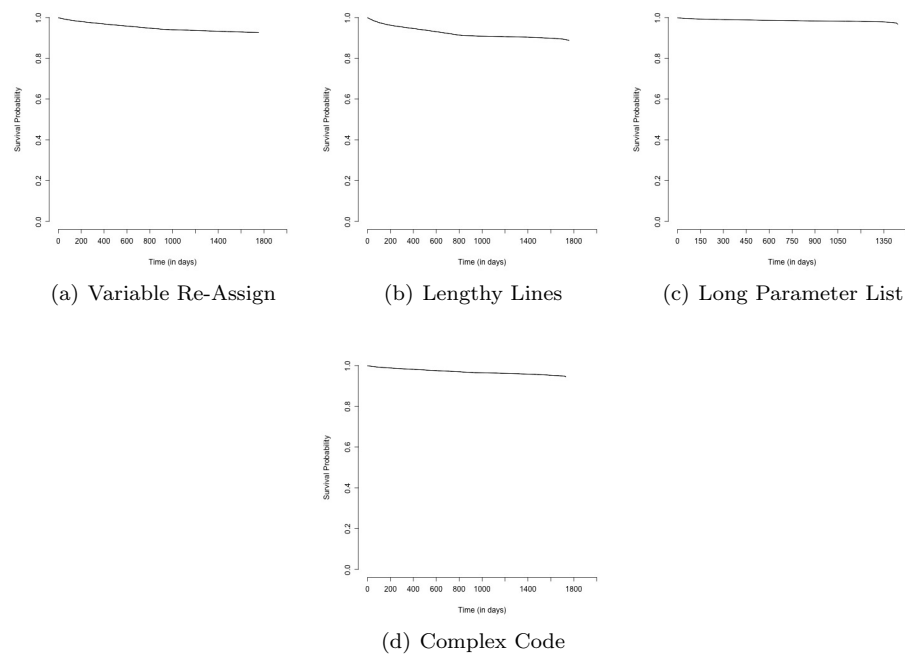 Survival Probability
0.0 0.2 0.4 0.6 0.8 1.0
0 200 400 600 800 1000 1400 1800
Time (in days)
(a) Variable Re-Assign
Survival Probability
0.0 0.2 0.4 0.6 0.8 1.0
0 200 400 600 800 1000 1400 1800
Time (in days)
(b) Lengthy Lines
Survival Probability
0.0 0.2 0.4 0.6 0.8 1.0
0 150 300 450 600 750 900 1050 1350
Time (in days)
(c) Long Parameter List
Survival Probability
0.0 0.2 0.4 0.6 0.8 1.0
0 200 400 600 800 1000 1400 1800
Time (in days)
(d) Complex Code